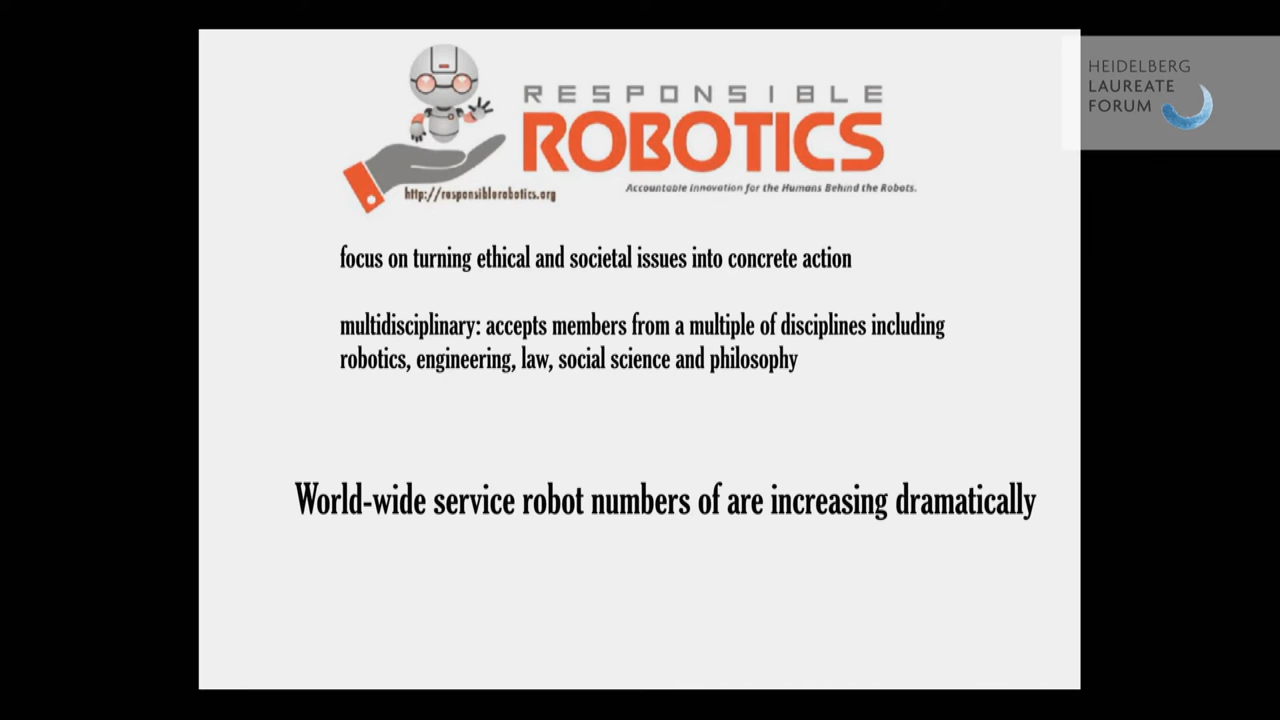 RESPONSIBLE
ROBOTICS
http://responsiblerobotics.org
Accountable Innovation for the Humans Behind the Robots.
HEIDELBERG
LAUREATE
FORUM
focus on turning ethical and societal issues into concrete action
multidisciplinary: accepts members from a multiple of disciplines including
robotics, engineering, law, social science and philosophy
World-wide service robot numbers of are increasing dramatically